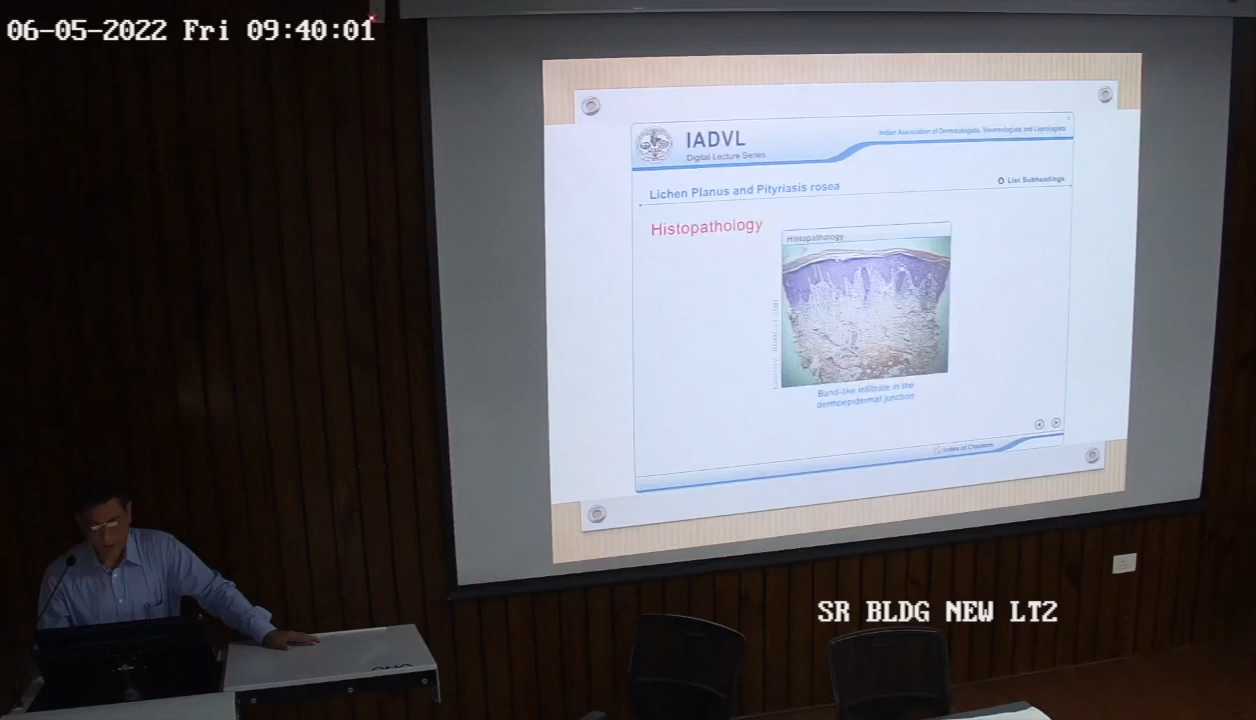 06-05-2022 Fri 09:40:01
IADVL
Digital Lecture Series
Indian Association of Dermatologists, Venereologists and Leprologists
Lichen Planus and Pityriasis rosea
List Subheadings
Histopathology
Histopathology
Band-like infiltrate in the
dermoepidermal junction
Index of Chapters
SR BLDG NEW LT2